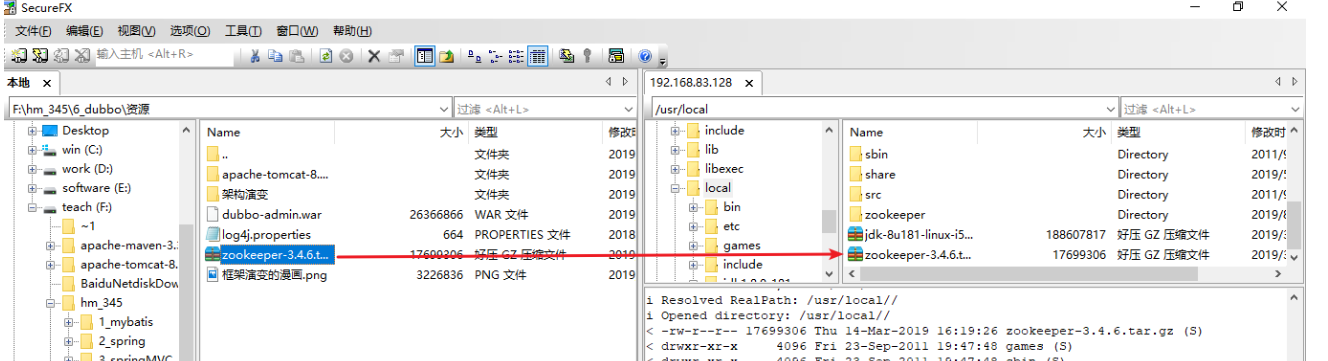 SecureFX
文件(F) 编辑(E) 视图(V) 选项(O) 工具(T) 窗口(W) 帮助(H)
输入主机 <Alt+R>
本地
F:\hm_345\6_dubbo\资源
过滤 <Alt+L>
Desktop
win (C:)
work (D:)
software (E:)
teach (F:)
~1
apache-maven-3.
apache-tomcat-8.
BaiduNetdiskDow
hm_345
1_mybatis
2_spring
3_springMVC
Name 大小 类型 修改时
.. 文件夹 2019
apache-tomcat-8.... 文件夹 2019
架构演变 文件夹 2019
dubbo-admin.war 26366866 WAR 文件 2019
log4j.properties 664 PROPERTIES 文件 2018
zookeeper-3.4.6.t... 17699306 好压 GZ 压缩文件 2019
框架演变的漫画.png 3226836 PNG 文件 2019
192.168.83.128
/usr/local
过滤 <Alt+L>
include
lib
libexec
local
bin
etc
games
include
Name 大小 类型 修改时
sbin Directory 2011/9
share Directory 2019/5
src Directory 2011/9
zookeeper Directory 2019/8
jdk-8u181-linux-i5... 188607817 好压 GZ 压缩文件 2019/3
zookeeper-3.4.6.t... 17699306 好压 GZ 压缩文件 2019/3
i Resolved RealPath: /usr/local//
i Opened directory: /usr/local//
< -rw-r--r-- 17699306 Thu 14-Mar-2019 16:19:26 zookeeper-3.4.6.tar.gz (S)
< drwxr-xr-x 4096 Fri 23-Sep-2011 19:47:48 games (S)
< drwxr-xr-x 4096 Fri 23-Sep-2011 19:47:48 sbin (S)